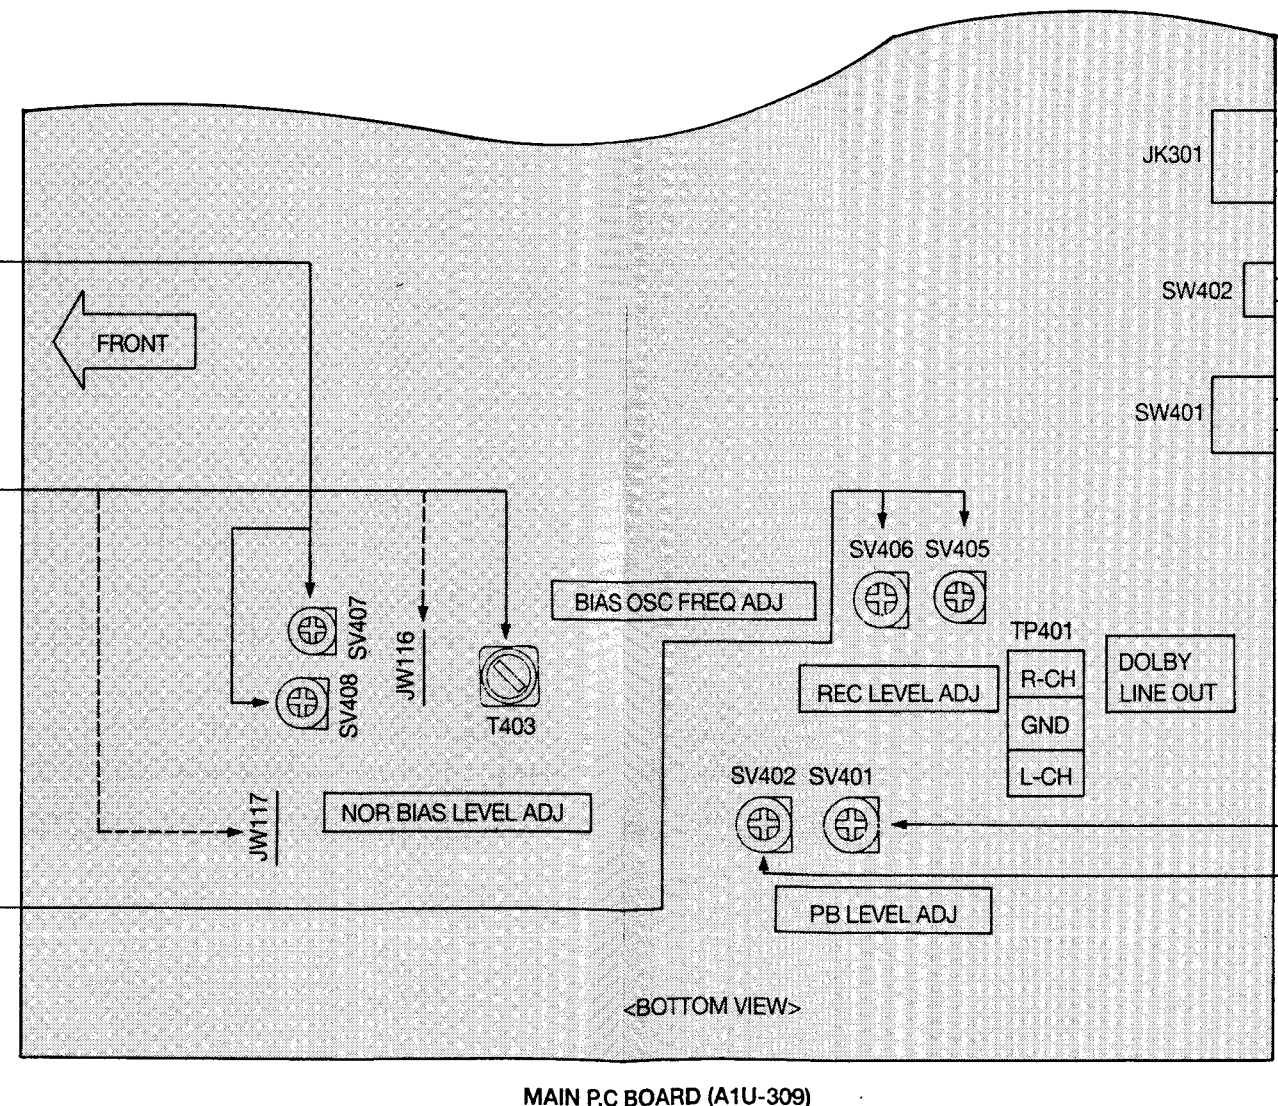 JK301
SW402
FRONT
SW401
SV406 SV405
BIAS OSC FREQ ADJ
SV407
TP401
JW116
R-CH
DOLBY
LINE OUT
REC LEVEL ADJ
SV408
T403
GND
SV402 SV401
L-CH
NOR BIAS LEVEL ADJ
JW117
PB LEVEL ADJ
<BOTTOM VIEW>
MAIN P.C BOARD (A1U-309)